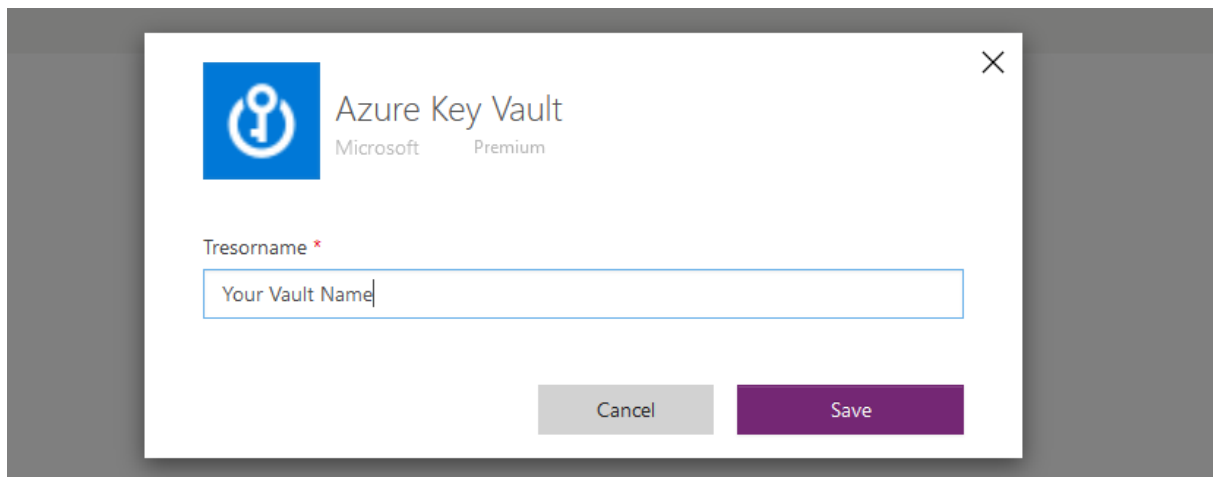 Azure Key Vault
Microsoft Premium
Tresorname *
Your Vault Name
Cancel Save